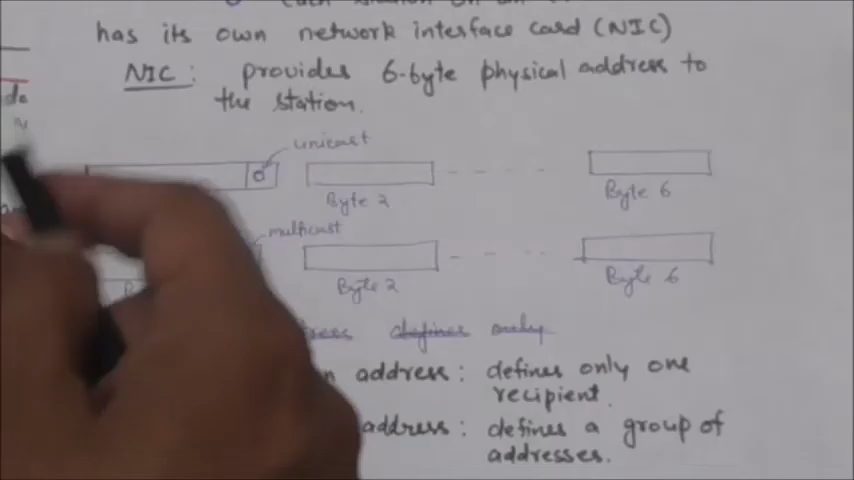 has its own network interface card (NIC)
NIC : provides 6-byte physical address to
the station.
unicast
0
Byte 2
Byte 6
multicast
Byte 2
Byte 6
defines only
address : defines only one
recipient.
address : defines a group of
addresses.